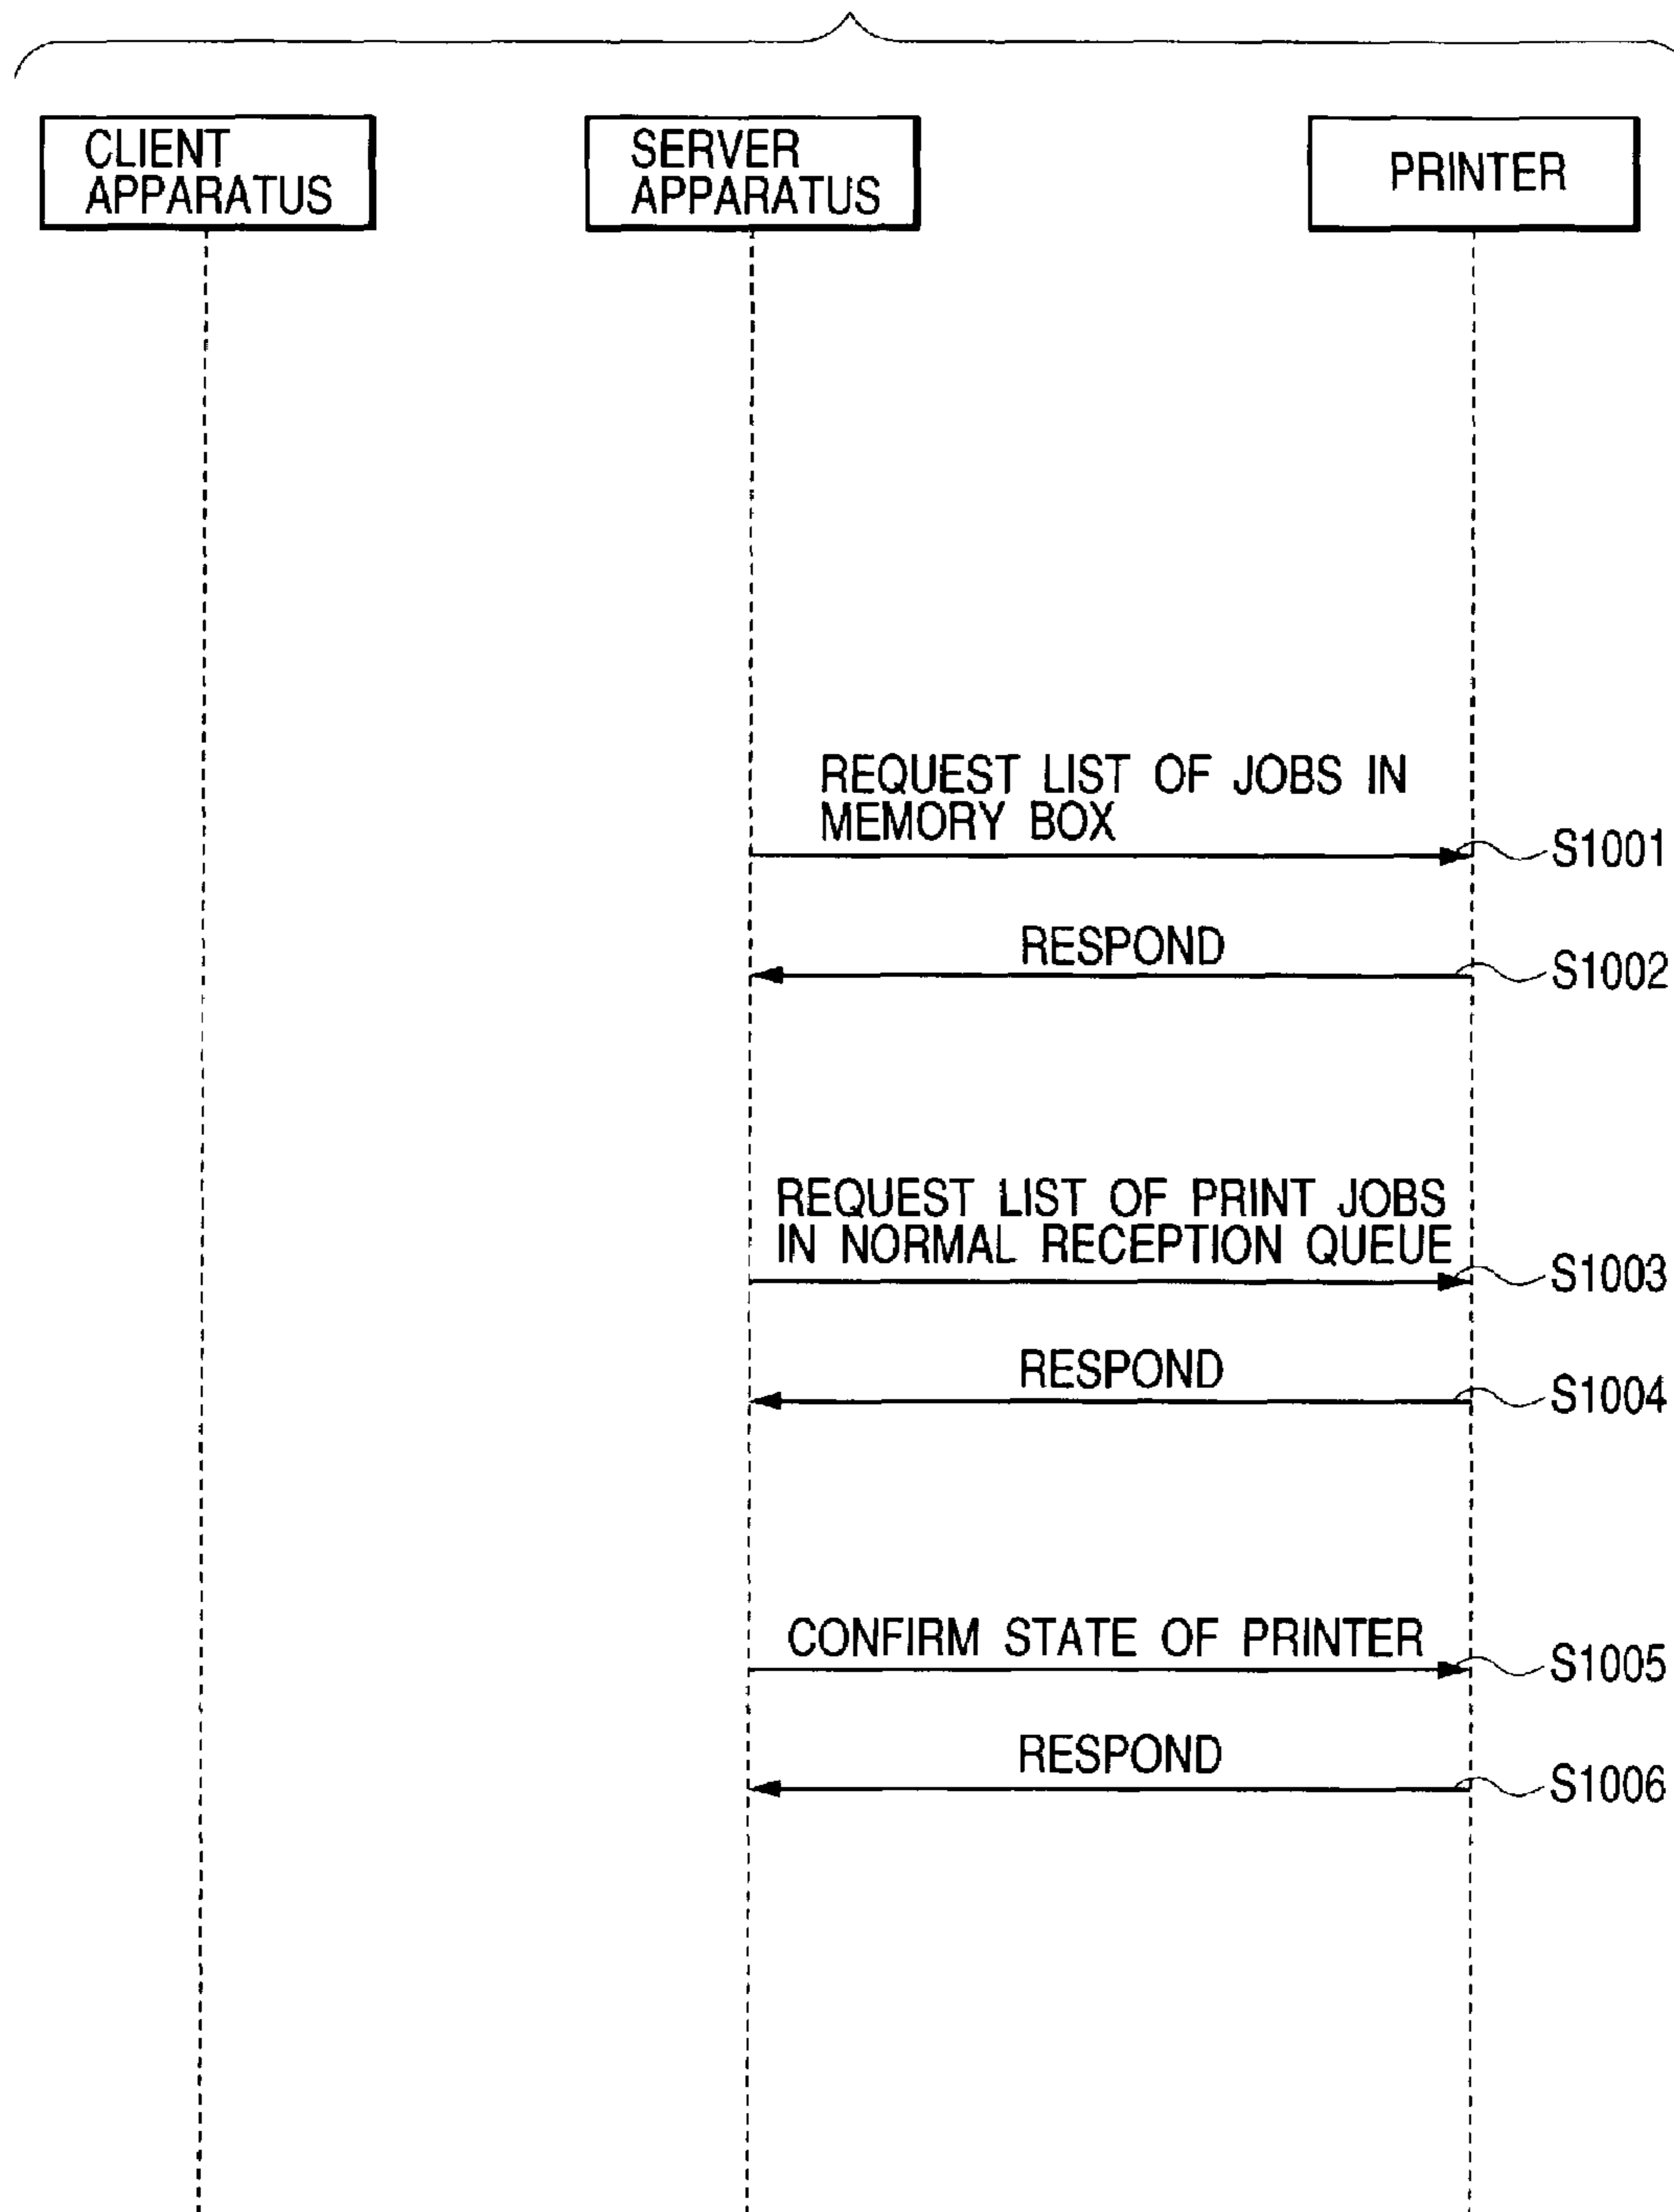 CLIENT
APPARATUS
SERVER
APPARATUS
PRINTER
REQUEST LIST OF JOBS IN
MEMORY BOX
S1001
RESPOND
S1002
REQUEST LIST OF PRINT JOBS
IN NORMAL RECEPTION QUEUE
S1003
RESPOND
S1004
CONFIRM STATE OF PRINTER
S1005
RESPOND
S1006